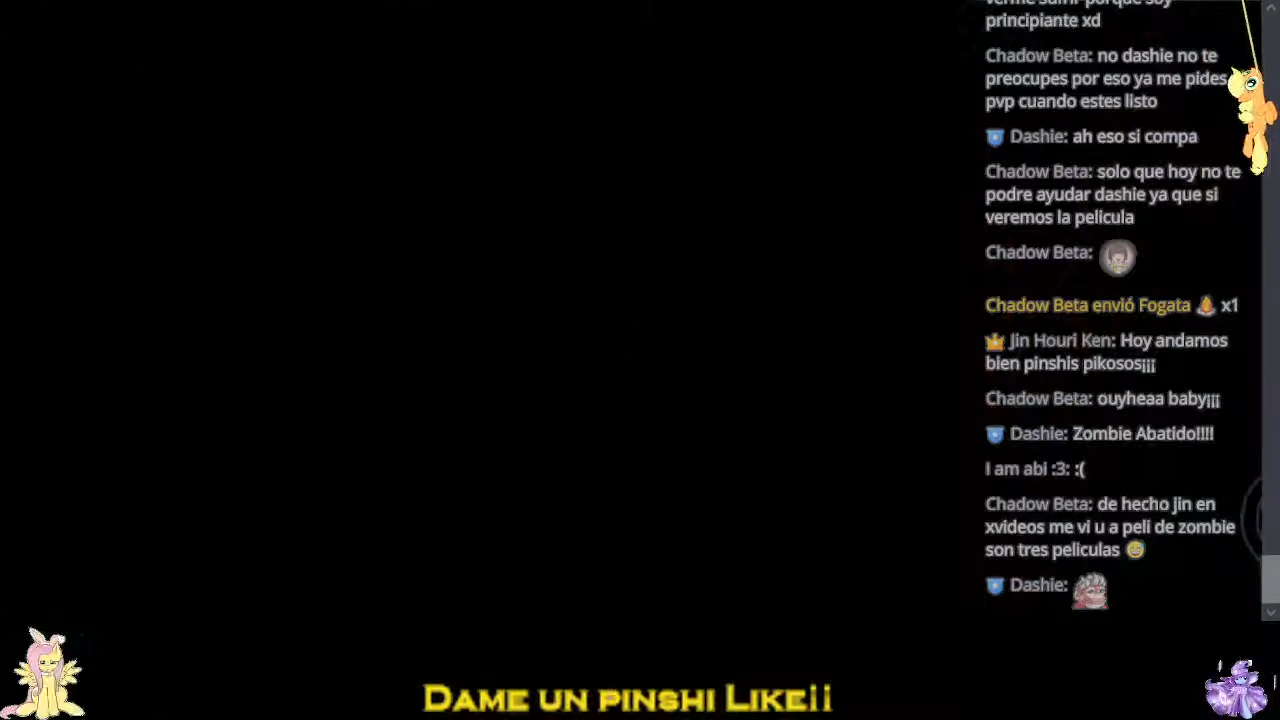 principiante xd
Chadow Beta: no dashie no te
preocupes por eso ya me pides
pvp cuando estes listo
Dashie: ah eso si compa
Chadow Beta: solo que hoy no te
podre ayudar dashie ya que si
veremos la pelicula
Chadow Beta:
Chadow Beta envió Fogata x1
Jin Houri Ken: Hoy andamos
bien pinshis pikosos¡¡¡
Chadow Beta: ouyheaa baby¡¡¡
Dashie: Zombie Abatido!!!!
I am abi :3: :(
Chadow Beta: de hecho jin en
xvideos me vi u a peli de zombie
son tres peliculas
Dashie:
Dame un pinshi Like¡¡